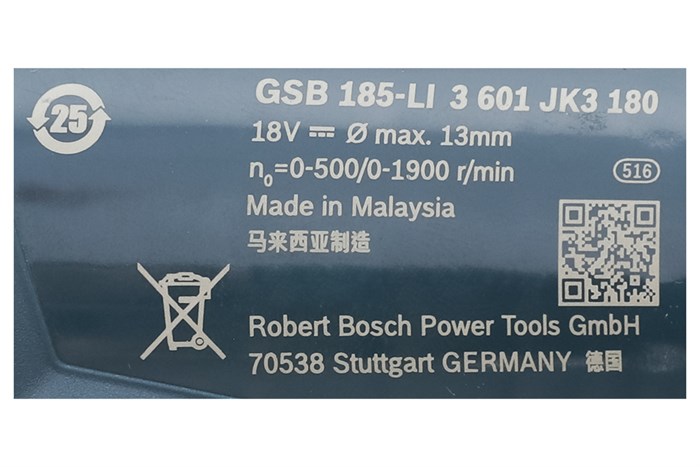 25
GSB 185-LI 3 601 JK3 180
18V ⎓ Ø max. 13mm
n₀=0-500/0-1900 r/min
516
Made in Malaysia
马来西亚制造
Robert Bosch Power Tools GmbH
70538 Stuttgart GERMANY 德国